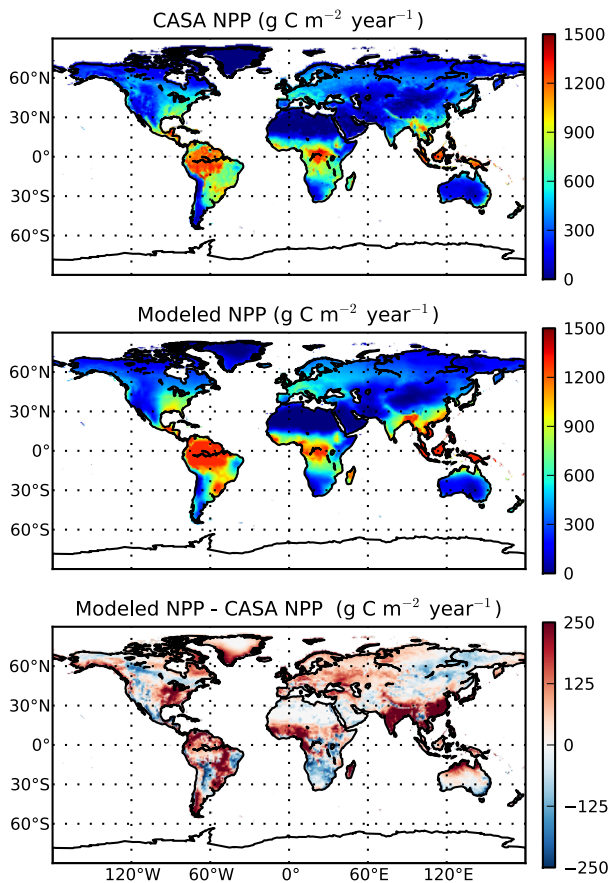 CASA NPP (g C m⁻² year⁻¹)
60°N
30°N
0°
30°S
60°S
1500
1200
900
600
300
0
Modeled NPP (g C m⁻² year⁻¹)
60°N
30°N
0°
30°S
60°S
1500
1200
900
600
300
0
Modeled NPP - CASA NPP (g C m⁻² year⁻¹)
60°N
30°N
0°
30°S
60°S
250
125
0
−125
−250
120°W 60°W 0° 60°E 120°E